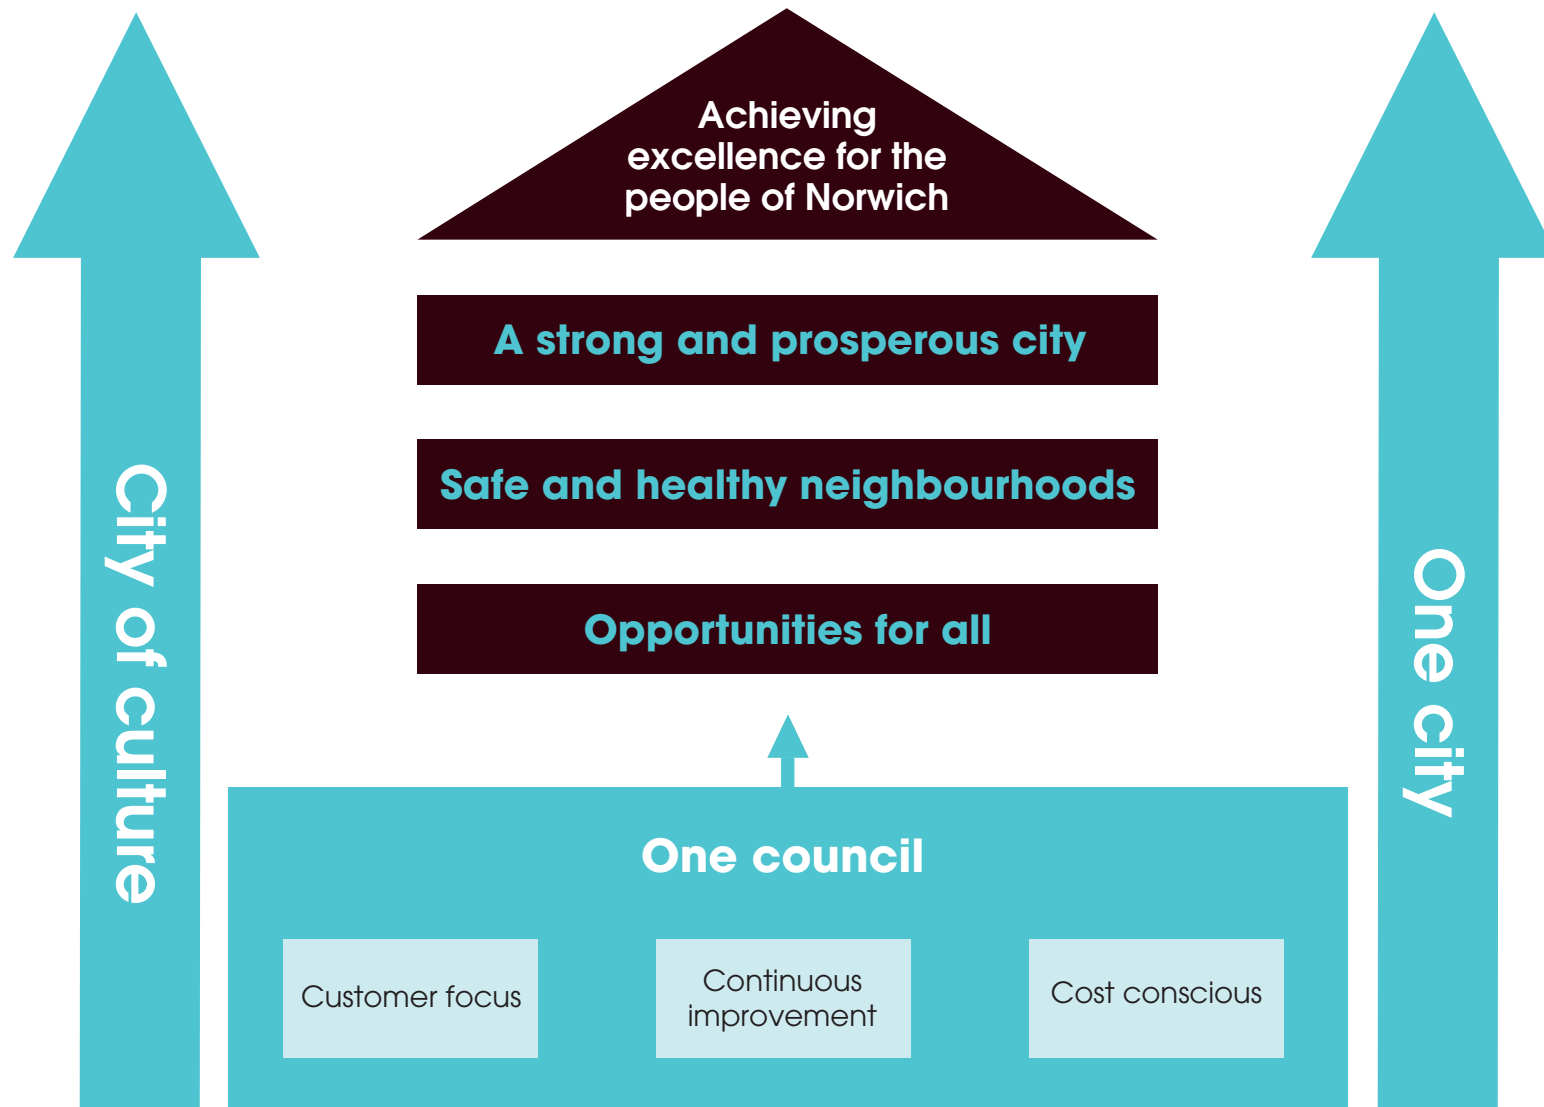 Achieving
excellence for the
people of Norwich
A strong and prosperous city
Safe and healthy neighbourhoods
Opportunities for all
City of culture
One city
One council
Customer focus
Continuous
improvement
Cost conscious